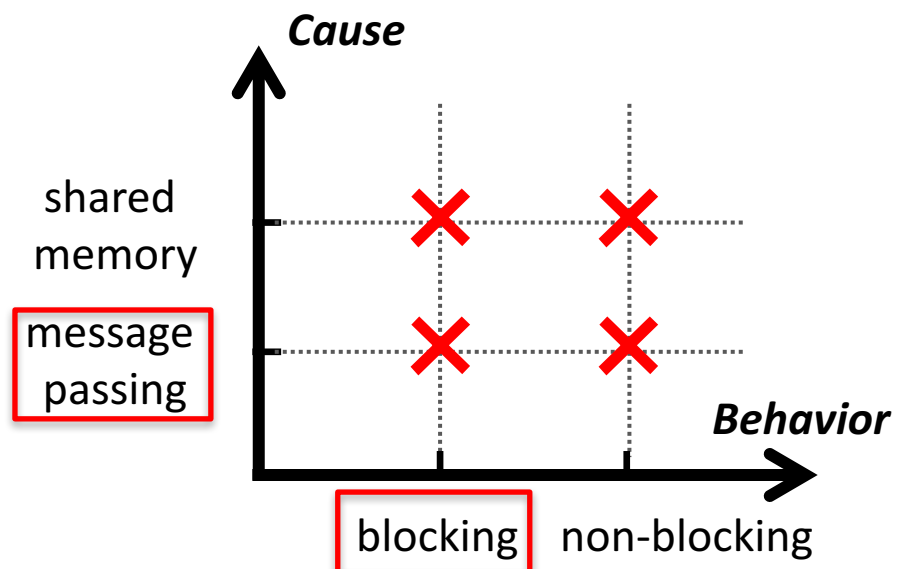 Cause
shared
memory
message
passing
Behavior
blocking non-blocking